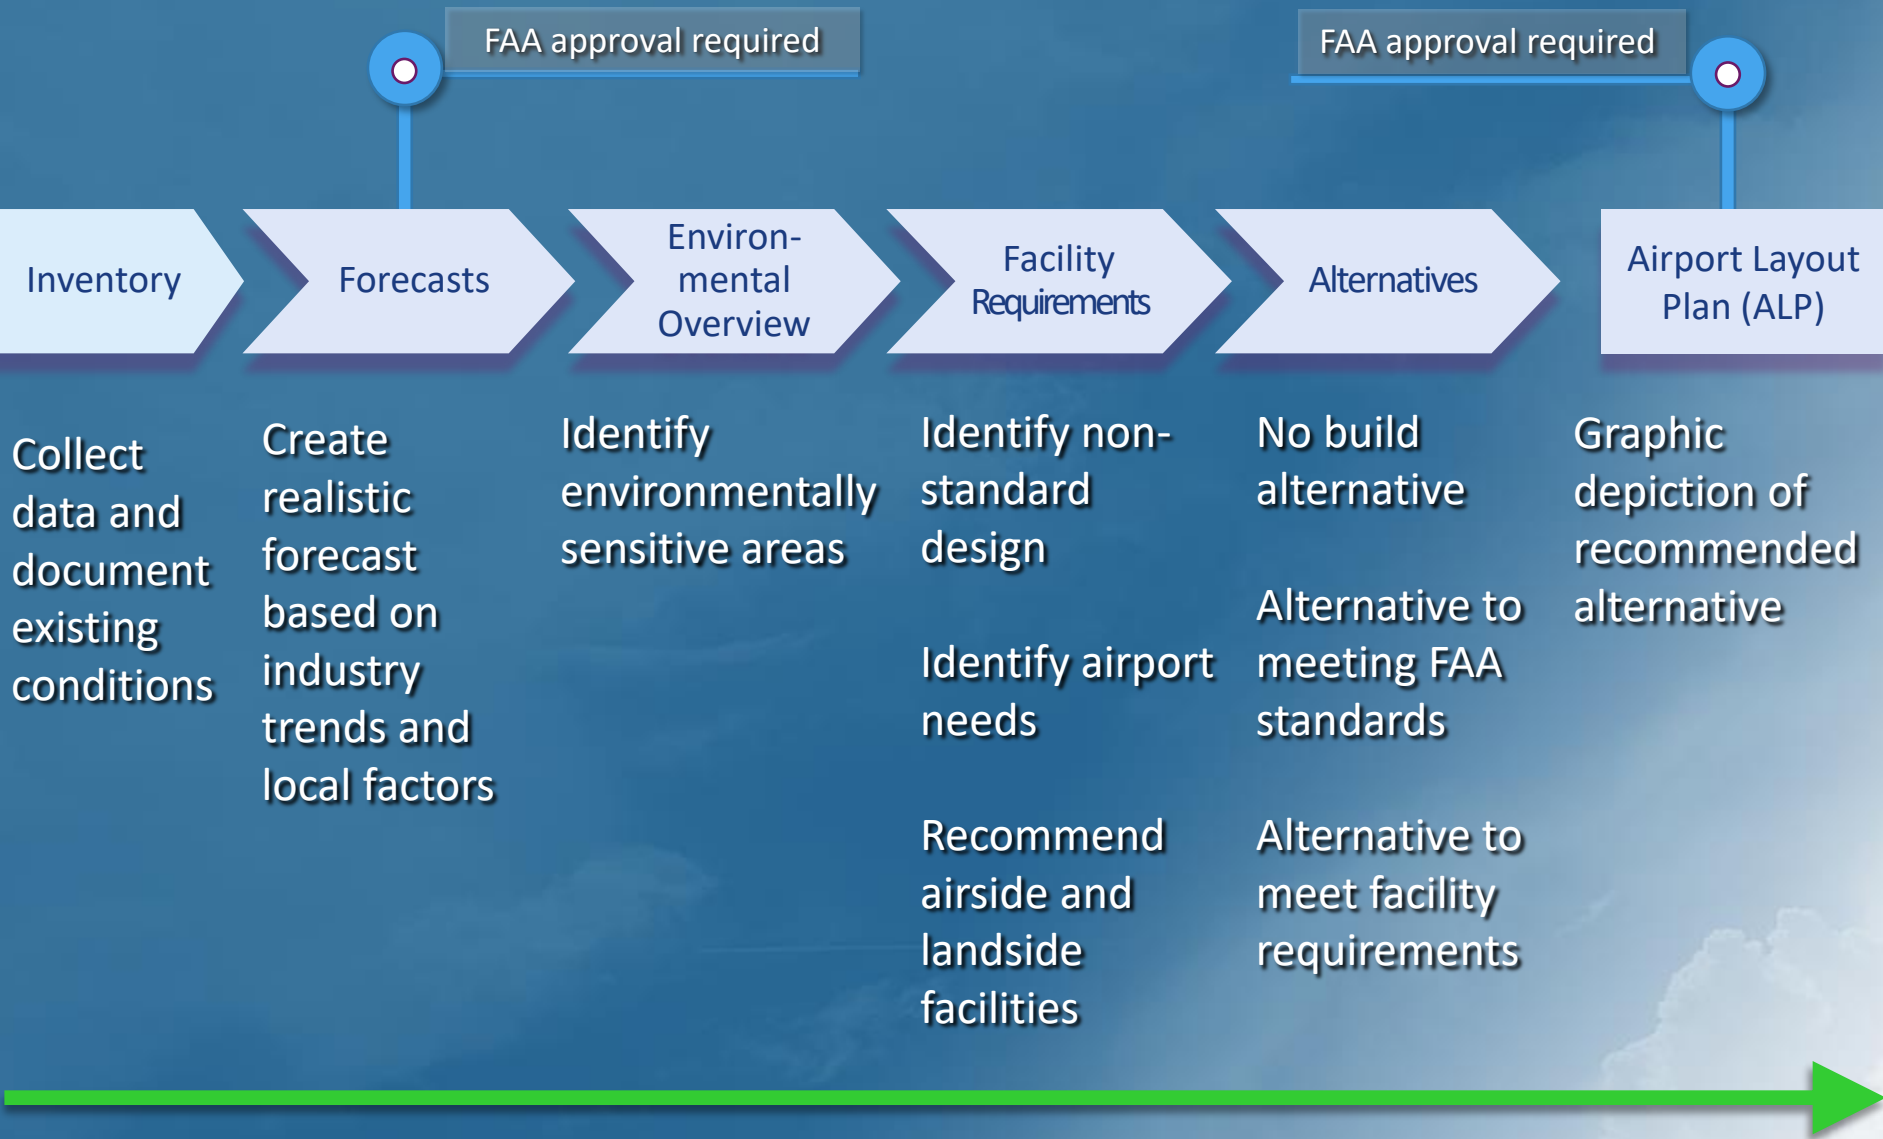 FAA approval required
FAA approval required
Inventory
Forecasts
Environ-
mental
Overview
Facility
Requirements
Alternatives
Airport Layout
Plan (ALP)
Collect
data and
document
existing
conditions
Create
realistic
forecast
based on
industry
trends and
local factors
Identify
environmentally
sensitive areas
Identify non-
standard
design
Identify airport
needs
Recommend
airside and
landside
facilities
No build
alternative
Alternative to
meeting FAA
standards
Alternative to
meet facility
requirements
Graphic
depiction of
recommended
alternative